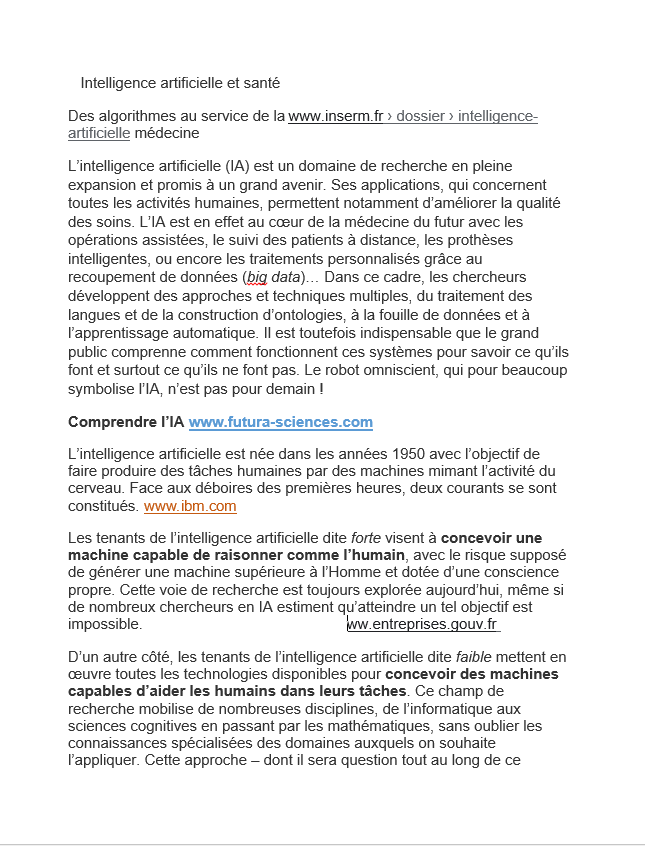 Intelligence artificielle et santé
Des algorithmes au service de la www.inserm.fr › dossier › intelligence-
artificielle médecine
L’intelligence artificielle (IA) est un domaine de recherche en pleine
expansion et promis à un grand avenir. Ses applications, qui concernent
toutes les activités humaines, permettent notamment d’améliorer la qualité
des soins. L’IA est en effet au cœur de la médecine du futur avec les
opérations assistées, le suivi des patients à distance, les prothèses
intelligentes, ou encore les traitements personnalisés grâce au
recoupement de données (big data)… Dans ce cadre, les chercheurs
développent des approches et techniques multiples, du traitement des
langues et de la construction d’ontologies, à la fouille de données et à
l’apprentissage automatique. Il est toutefois indispensable que le grand
public comprenne comment fonctionnent ces systèmes pour savoir ce qu’ils
font et surtout ce qu’ils ne font pas. Le robot omniscient, qui pour beaucoup
symbolise l’IA, n’est pas pour demain !
Comprendre l’IA www.futura-sciences.com
L’intelligence artificielle est née dans les années 1950 avec l’objectif de
faire produire des tâches humaines par des machines mimant l’activité du
cerveau. Face aux déboires des premières heures, deux courants se sont
constitués. www.ibm.com
Les tenants de l’intelligence artificielle dite forte visent à concevoir une
machine capable de raisonner comme l’humain, avec le risque supposé
de générer une machine supérieure à l’Homme et dotée d’une conscience
propre. Cette voie de recherche est toujours explorée aujourd’hui, même si
de nombreux chercheurs en IA estiment qu’atteindre un tel objectif est
impossible. ww.entreprises.gouv.fr
D’un autre côté, les tenants de l’intelligence artificielle dite faible mettent en
œuvre toutes les technologies disponibles pour concevoir des machines
capables d’aider les humains dans leurs tâches. Ce champ de
recherche mobilise de nombreuses disciplines, de l’informatique aux
sciences cognitives en passant par les mathématiques, sans oublier les
connaissances spécialisées des domaines auxquels on souhaite
l’appliquer. Cette approche – dont il sera question tout au long de ce